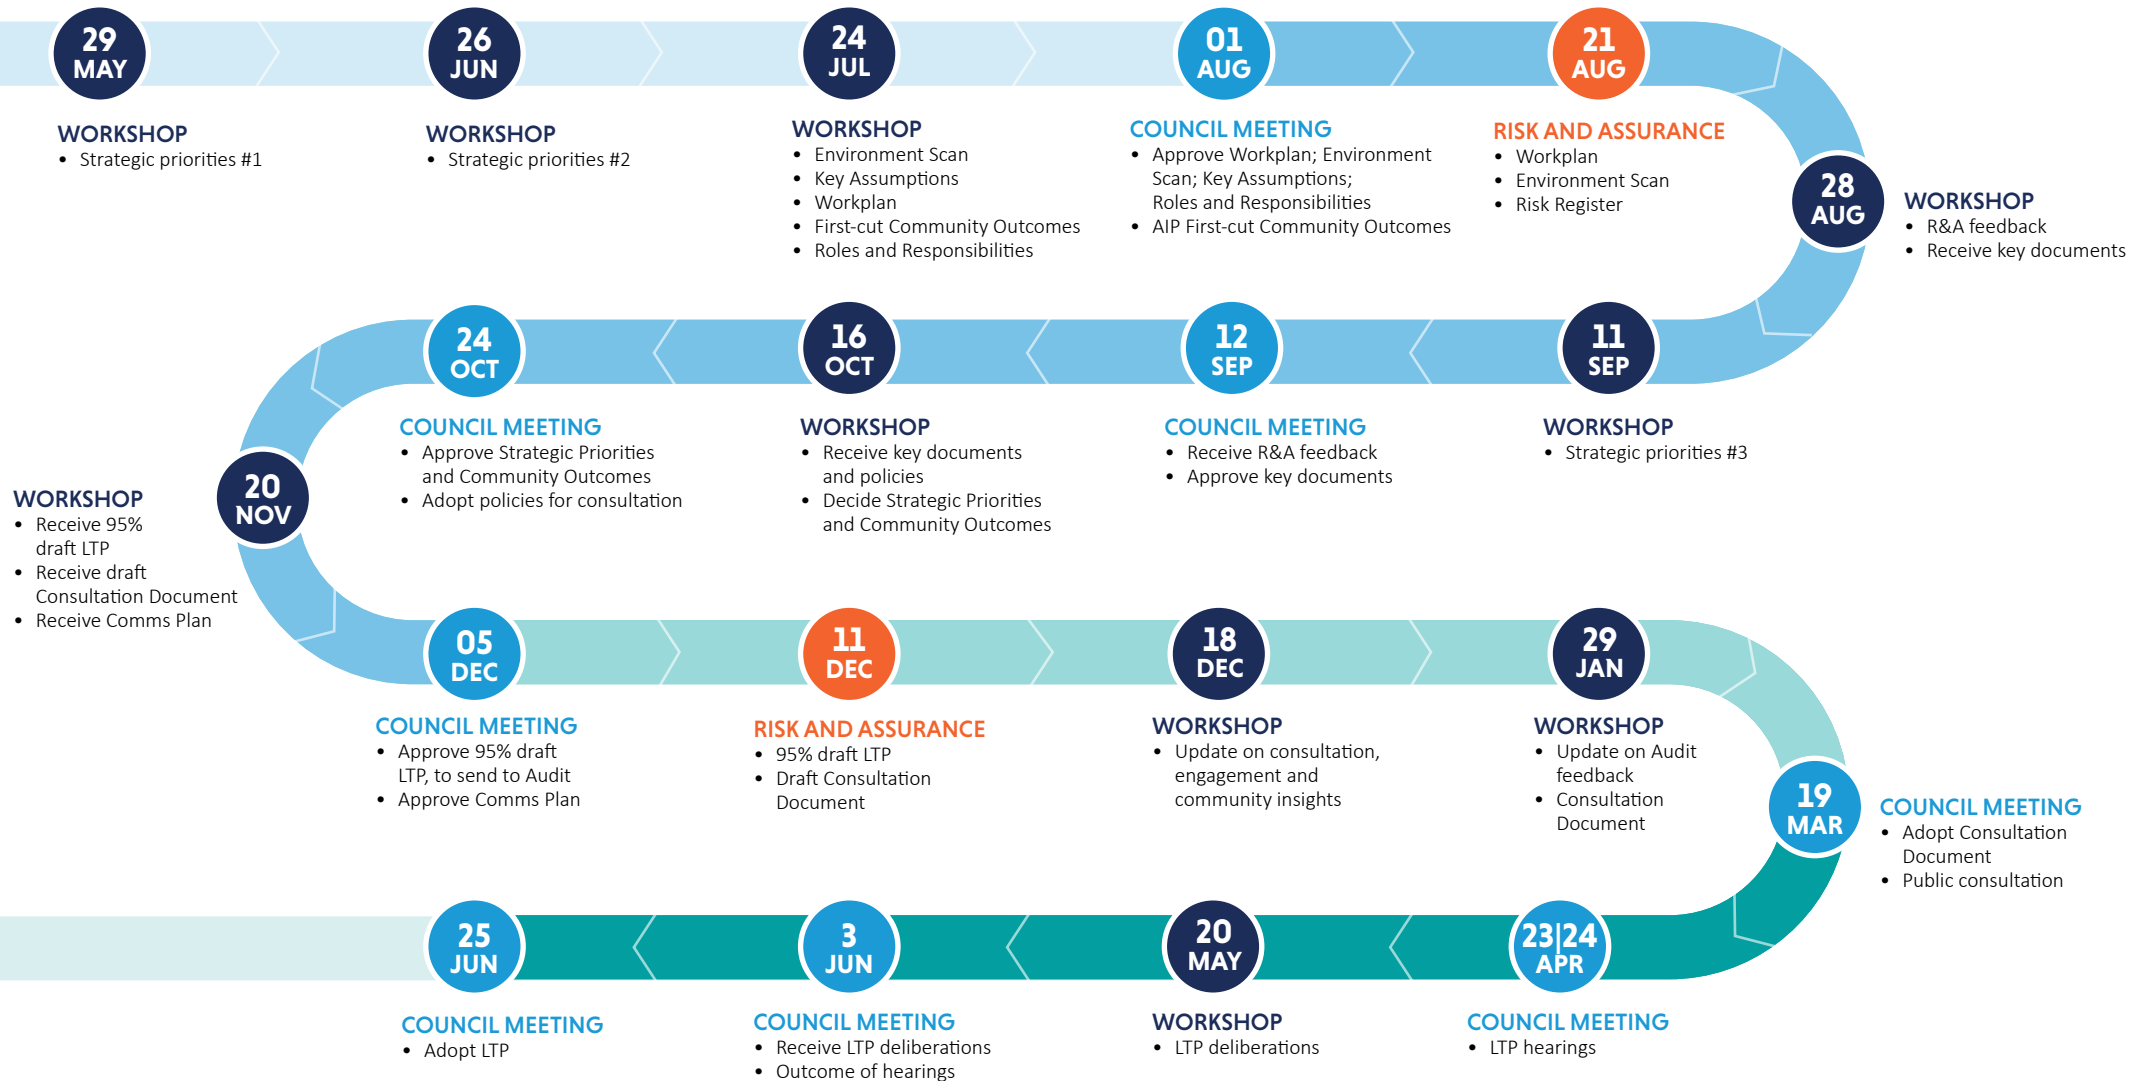 29
MAY
WORKSHOP
• Strategic priorities #1
26
JUN
WORKSHOP
• Strategic priorities #2
24
JUL
WORKSHOP
• Environment Scan
• Key Assumptions
• Workplan
• First-cut Community Outcomes
• Roles and Responsibilities
01
AUG
COUNCIL MEETING
• Approve Workplan; Environment
Scan; Key Assumptions;
Roles and Responsibilities
• AIP First-cut Community Outcomes
21
AUG
RISK AND ASSURANCE
• Workplan
• Environment Scan
• Risk Register
28
AUG
WORKSHOP
• R&A feedback
• Receive key documents
11
SEP
WORKSHOP
• Strategic priorities #3
12
SEP
COUNCIL MEETING
• Receive R&A feedback
• Approve key documents
16
OCT
WORKSHOP
• Receive key documents
and policies
• Decide Strategic Priorities
and Community Outcomes
24
OCT
COUNCIL MEETING
• Approve Strategic Priorities
and Community Outcomes
• Adopt policies for consultation
20
NOV
WORKSHOP
• Receive 95%
draft LTP
• Receive draft
Consultation Document
• Receive Comms Plan
05
DEC
COUNCIL MEETING
• Approve 95% draft
LTP, to send to Audit
• Approve Comms Plan
11
DEC
RISK AND ASSURANCE
• 95% draft LTP
• Draft Consultation
Document
18
DEC
WORKSHOP
• Update on consultation,
engagement and
community insights
29
JAN
WORKSHOP
• Update on Audit
feedback
• Consultation
Document
19
MAR
COUNCIL MEETING
• Adopt Consultation
Document
• Public consultation
23|24
APR
COUNCIL MEETING
• LTP hearings
20
MAY
WORKSHOP
• LTP deliberations
3
JUN
COUNCIL MEETING
• Receive LTP deliberations
• Outcome of hearings
25
JUN
COUNCIL MEETING
• Adopt LTP